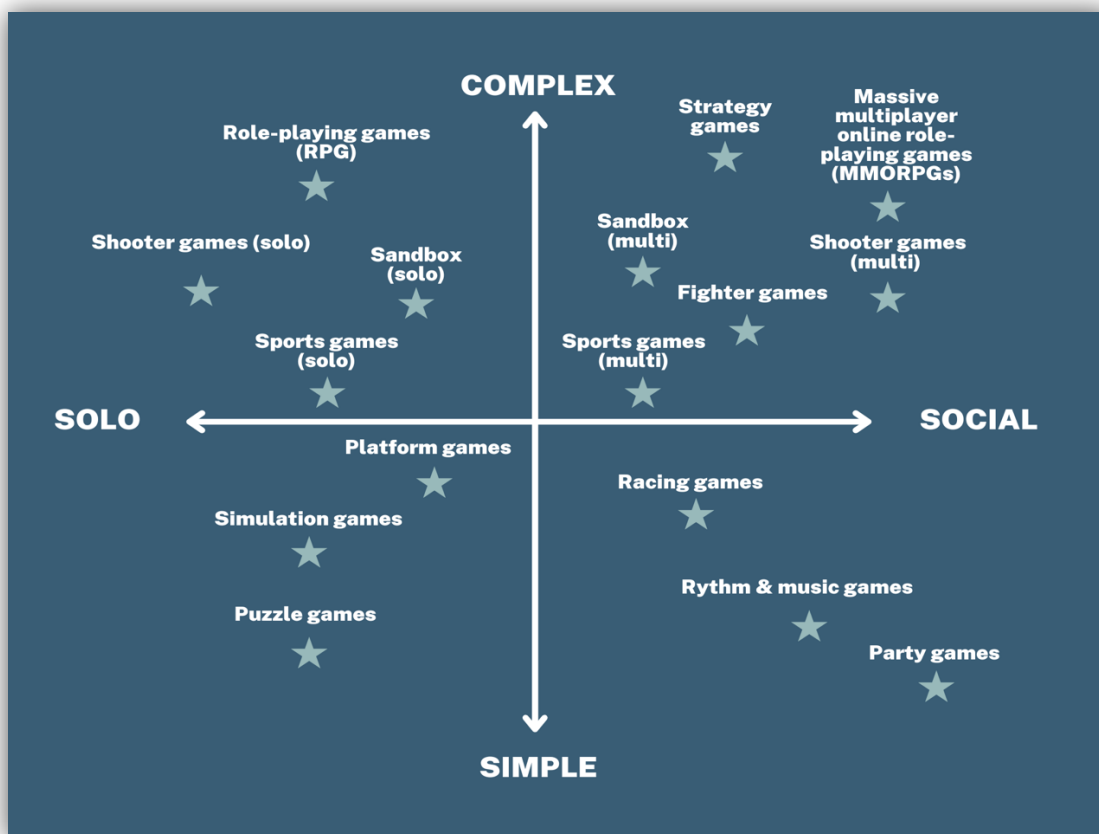 COMPLEX
Strategy
games
Massive
multiplayer
online role-
playing games
(MMORPGs)
Role-playing games
(RPG)
Shooter games (solo)
Sandbox
(solo)
Sandbox
(multi)
Shooter games
(multi)
Fighter games
Sports games
(solo)
Sports games
(multi)
SOLO
SOCIAL
Platform games
Racing games
Simulation games
Rythm & music games
Puzzle games
Party games
SIMPLE